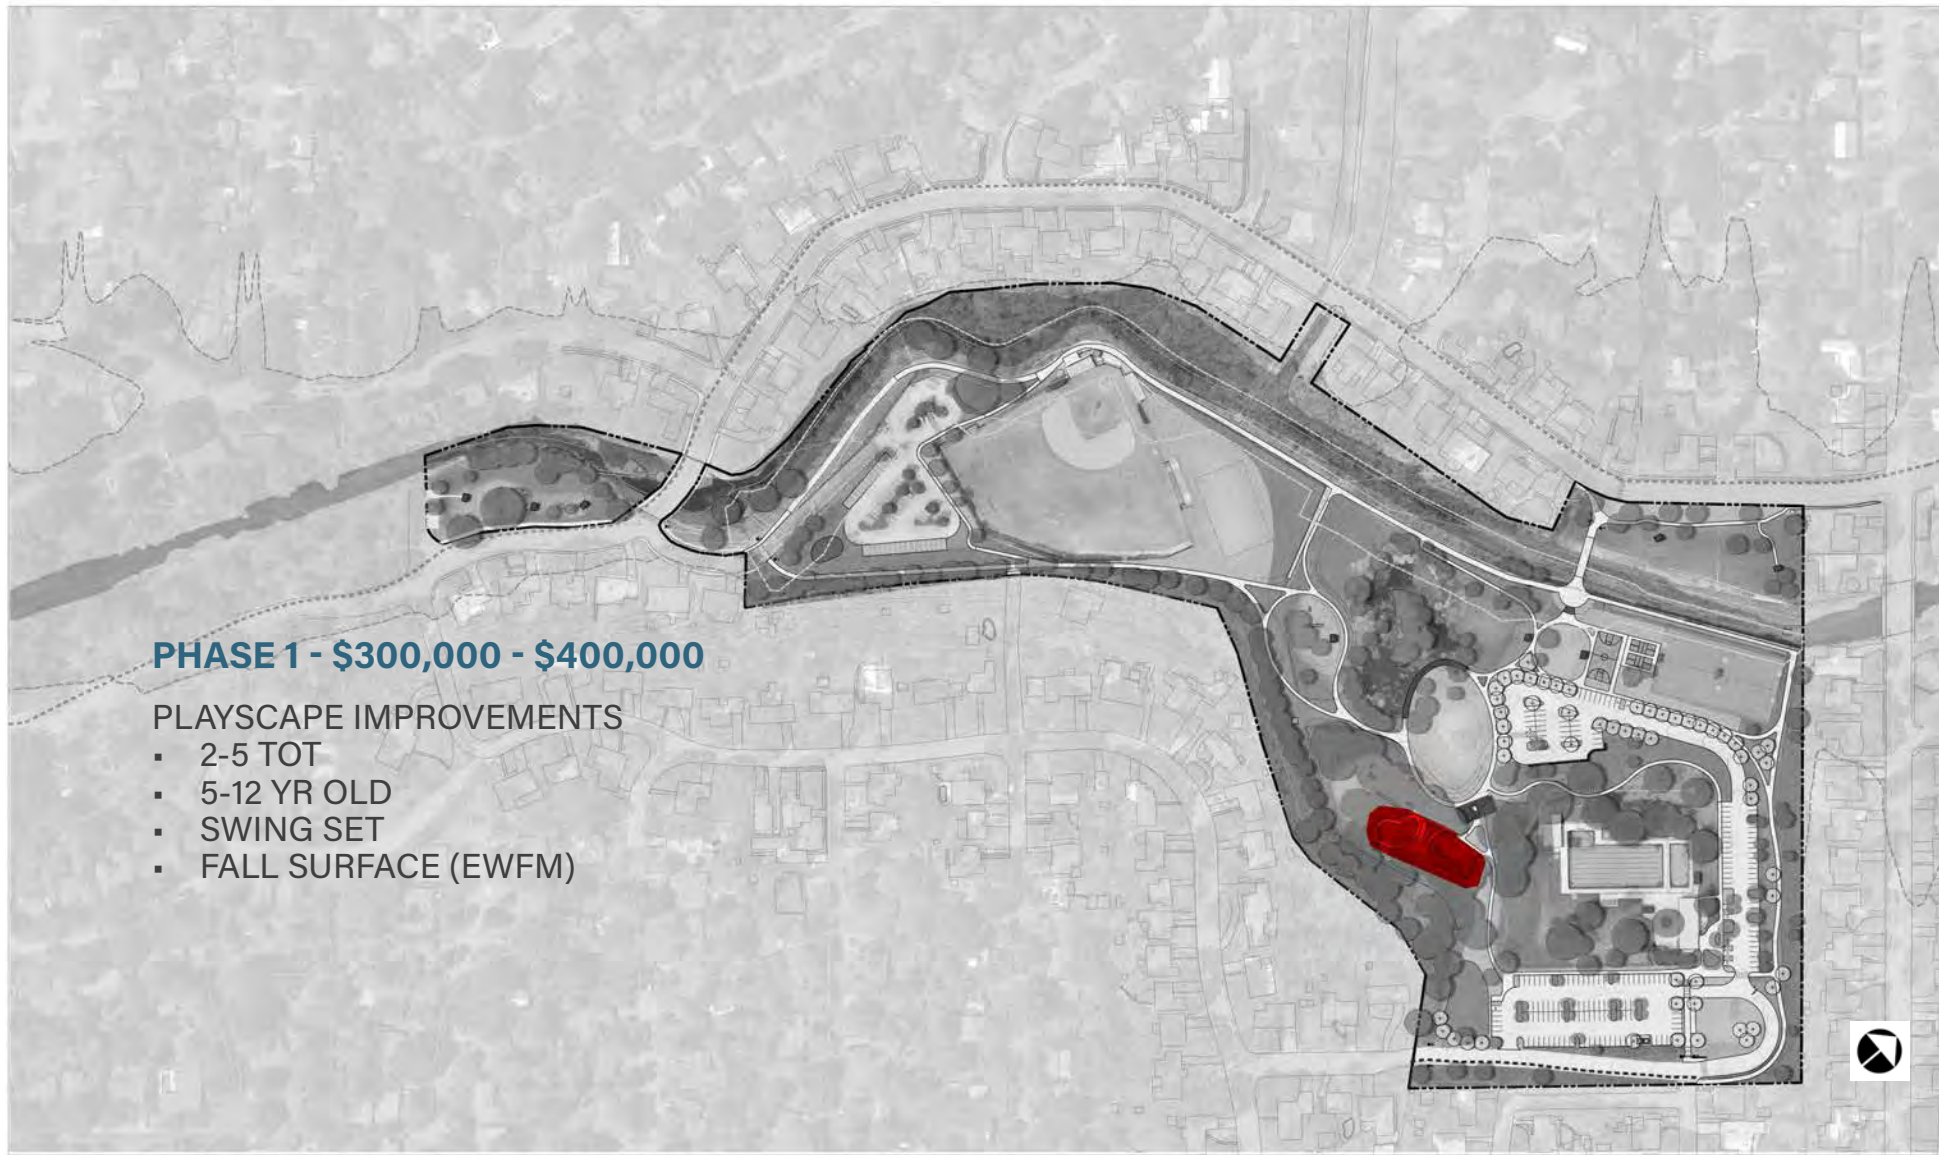 PHASE 1 - $300,000 - $400,000
PLAYSCAPE IMPROVEMENTS
▪ 2-5 TOT
▪ 5-12 YR OLD
▪ SWING SET
▪ FALL SURFACE (EWFM)